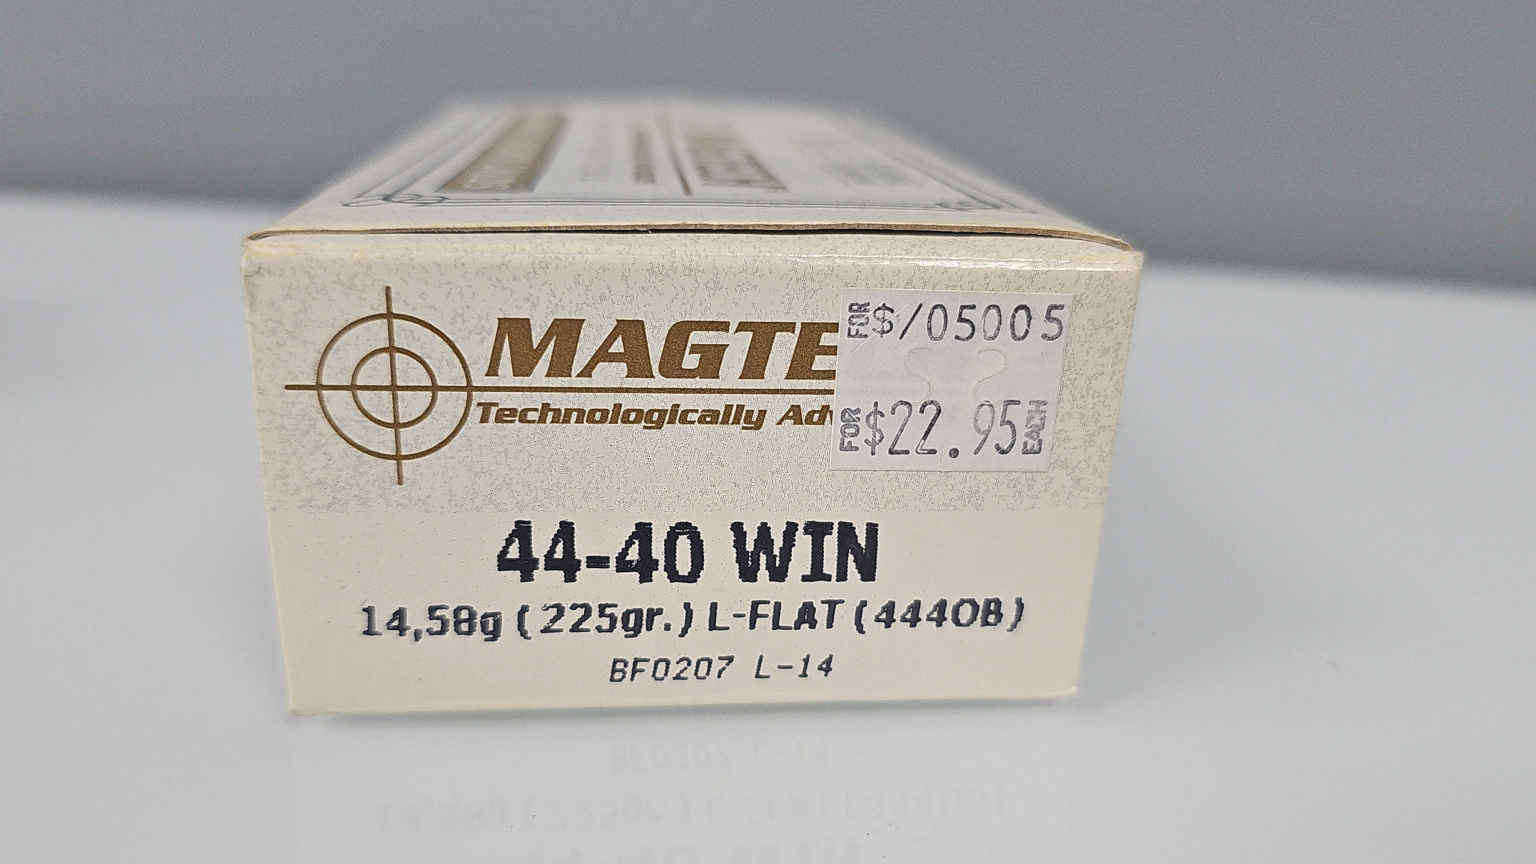 MAGTE
Technologically Adv
FOR $/05005
FOR $22.95 EACH
44-40 WIN
14,58g (225gr.) L-FLAT (4440B)
BF0207 L-14